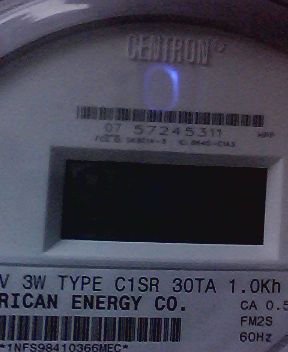 CENTRON®
07 57245311
V 3W TYPE C1SR 30TA 1.0Kh
RICAN ENERGY CO.
CA 0.5
FM2S
60Hz
*1NFS98410366MEC*